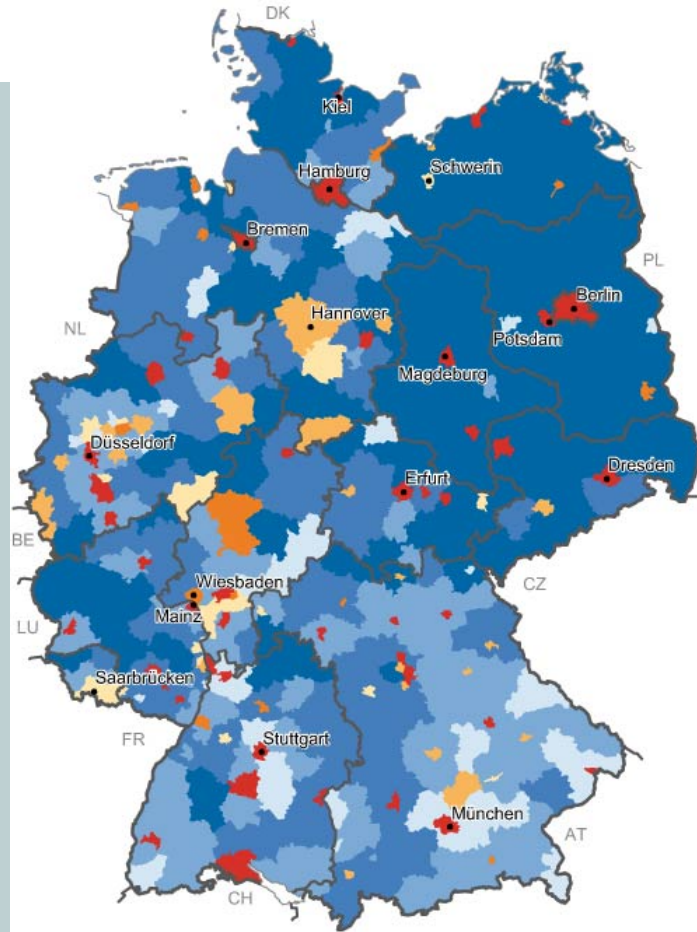 DK
Kiel
Hamburg
Schwerin
Bremen
PL
Berlin
Hannover
Potsdam
NL
Magdeburg
Düsseldorf
Erfurt
Dresden
BE
Wiesbaden
CZ
Mainz
LU
Saarbrücken
FR
Stuttgart
München
AT
CH